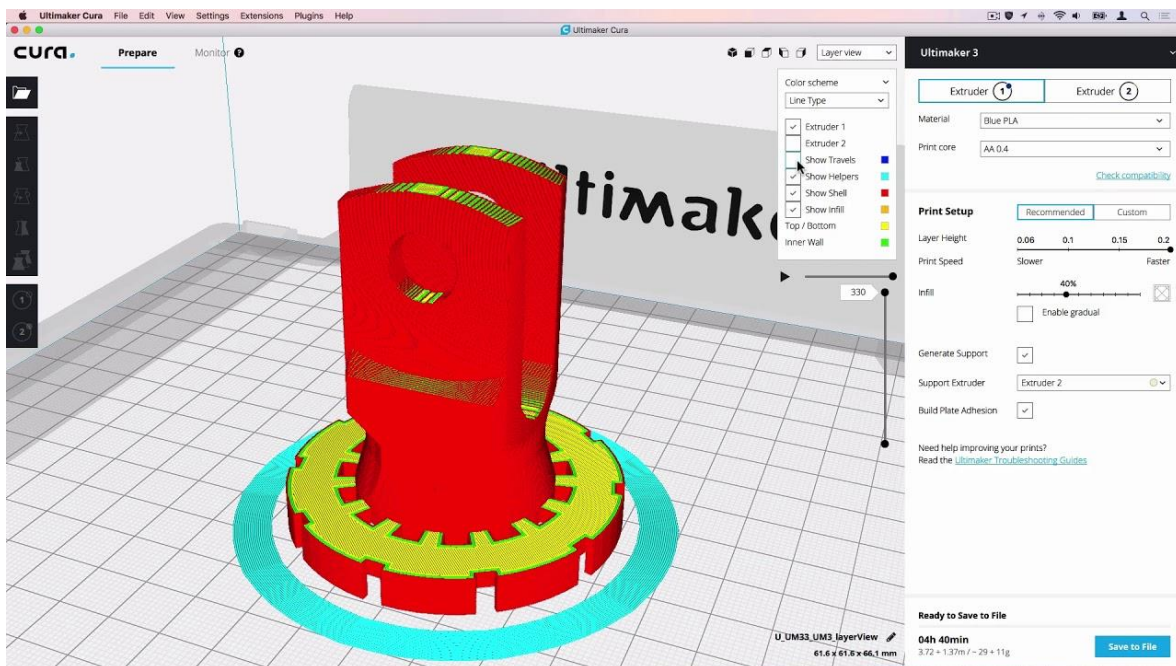 Ultimaker Cura File Edit View Settings Extensions Plugins Help
Ultimaker Cura
cura.
Prepare
Monitor ?
Layer view
Color scheme
Line Type
Extruder 1
Extruder 2
Show Travels
Show Helpers
Show Shell
Show Infill
Top / Bottom
Inner Wall
330
1
2
ltimak
U_UM33_UM3_layerView
61.6 x 61.6 x 66.1 mm
Ultimaker 3
Extruder 1
Extruder 2
Material
Blue PLA
Print core
AA 0.4
Check compatibility
Print Setup
Recommended
Custom
Layer Height
0.06 0.1 0.15 0.2
Print Speed
Slower
Faster
Infill
40%
Enable gradual
Generate Support
Support Extruder
Extruder 2
Build Plate Adhesion
Need help improving your prints?
Read the Ultimaker Troubleshooting Guides
Ready to Save to File
04h 40min
3.72 + 1.37m / ~ 29 + 11g
Save to File